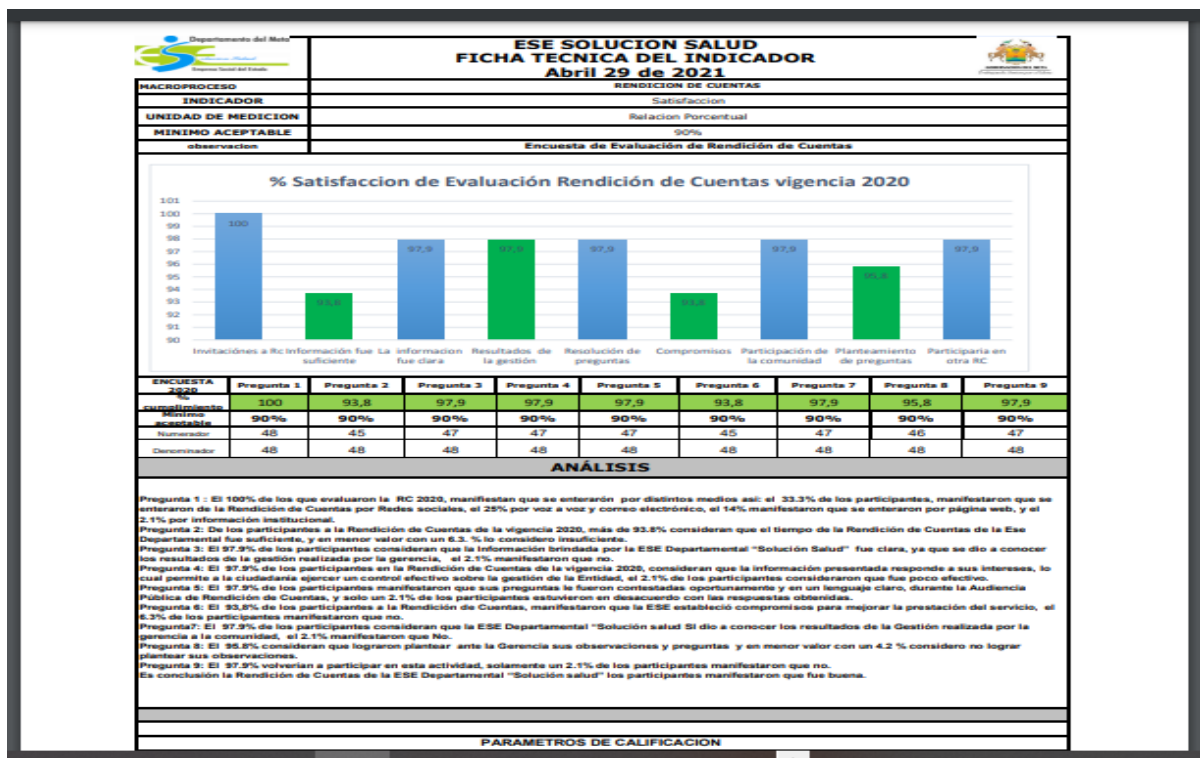 Departamento del Meto
ESE
Solución Salud
Empresa Social del Estado
ESE SOLUCION SALUD
FICHA TECNICA DEL INDICADOR
Abril 29 de 2021
GOBERNACION DEL META
MACROPROCESO RENDICION DE CUENTAS
INDICADOR Satisfaccion
UNIDAD DE MEDICION Relacion Porcentual
MINIMO ACEPTABLE 90%
observacion Encuesta de Evaluación de Rendición de Cuentas
% Satisfaccion de Evaluación Rendición de Cuentas vigencia 2020
101
100
99
98
97
96
95
94
93
92
91
90
100 93,8 97,9 97,9 97,9 93,8 97,9 95,8 97,9
Invitaciónes a Rc Información fue La informacion Resultados de Resolución de Compromisos Participación de Planteamiento Participaria en
suficiente fue clara la gestión preguntas la comunidad de preguntas otra RC
ENCUESTA 2020 Pregunta 1 Pregunta 2 Pregunta 3 Pregunta 4 Pregunta 5 Pregunta 6 Pregunta 7 Pregunta 8 Pregunta 9
% cumplimiento 100 93,8 97,9 97,9 97,9 93,8 97,9 95,8 97,9
Minimo aceptable 90% 90% 90% 90% 90% 90% 90% 90% 90%
Numerador 48 45 47 47 47 45 47 46 47
Denominador 48 48 48 48 48 48 48 48 48
ANÁLISIS
Pregunta 1 : El 100% de los que evaluaron la RC 2020, manifiestan que se enterarón por distintos medios así: el 33.3% de los participantes, manifestaron que se
enteraron de la Rendición de Cuentas por Redes sociales, el 25% por voz a voz y correo electrónico, el 14% manifestaron que se enteraron por página web, y el
2.1% por información institucional.
Pregunta 2: De los participantes a la Rendición de Cuentas de la vigencia 2020, más de 93.8% consideran que el tiempo de la Rendición de Cuentas de la Ese
Departamental fue suficiente, y en menor valor con un 6.3. % lo considero insuficiente.
Pregunta 3: El 97.9% de los participantes consideran que la Información brindada por la ESE Departamental “Solución Salud” fue clara, ya que se dio a conocer
los resultados de la gestión realizada por la gerencia, el 2.1% manifestaron que no.
Pregunta 4: El 97.9% de los participantes en la Rendición de Cuentas de la vigencia 2020, consideran que la información presentada responde a sus intereses, lo
cual permite a la ciudadanía ejercer un control efectivo sobre la gestión de la Entidad, el 2.1% de los participantes consideraron que fue poco efectivo.
Pregunta 5: El 97.9% de los participantes manifestaron que sus preguntas le fueron contestadas oportunamente y en un lenguaje claro, durante la Audiencia
Pública de Rendición de Cuentas, y solo un 2.1% de los participantes estuvieron en desacuerdo con las respuestas obtenidas.
Pregunta 6: El 93,8% de los participantes a la Rendición de Cuentas, manifestaron que la ESE estableció compromisos para mejorar la prestación del servicio, el
6.3% de los participantes manifestaron que no.
Pregunta7: El 97.9% de los participantes consideran que la ESE Departamental “Solución salud SI dio a conocer los resultados de la Gestión realizada por la
gerencia a la comunidad, el 2.1% manifestaron que No.
Pregunta 8: El 95.8% consideran que lograron plantear ante la Gerencia sus observaciones y preguntas y en menor valor con un 4.2 % considero no lograr
plantear sus observaciones.
Pregunta 9: El 97.9% volverían a participar en esta actividad, solamente un 2.1% de los participantes manifestaron que no.
Es conclusión la Rendición de Cuentas de la ESE Departamental “Solución salud” los participantes manifestaron que fue buena.
PARAMETROS DE CALIFICACION